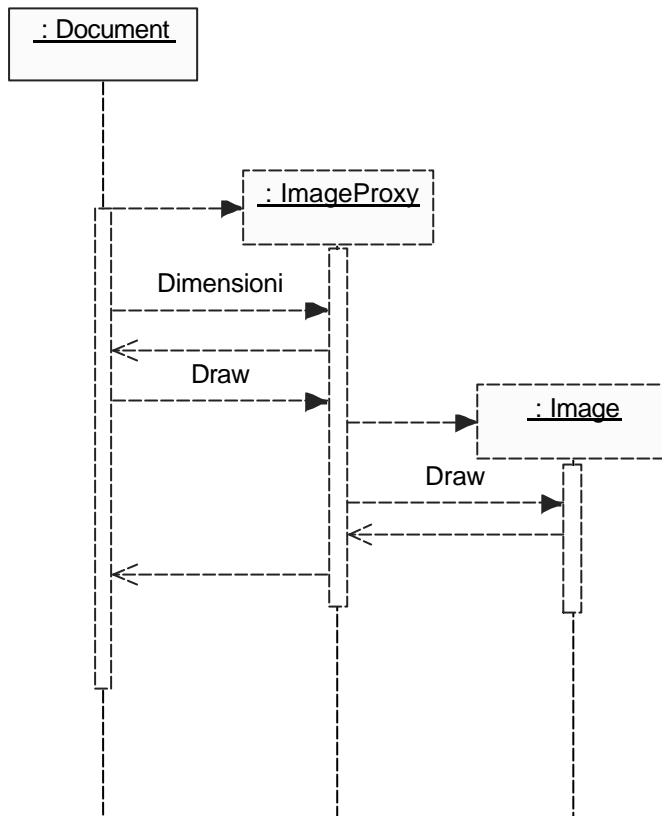 : Document
: ImageProxy
Dimensioni
Draw
: Image
Draw